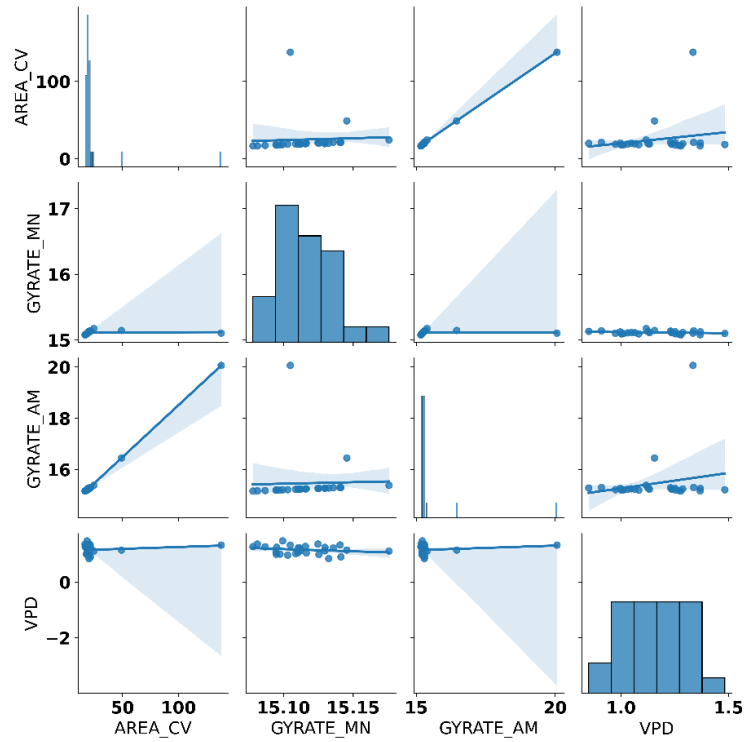 AREA_CV
100
0
GYRATE_MN
17
16
15
GYRATE_AM
20
18
16
VPD
0
−2
50 100 15.10 15.15 15 20 1.0 1.5
AREA_CV GYRATE_MN GYRATE_AM VPD